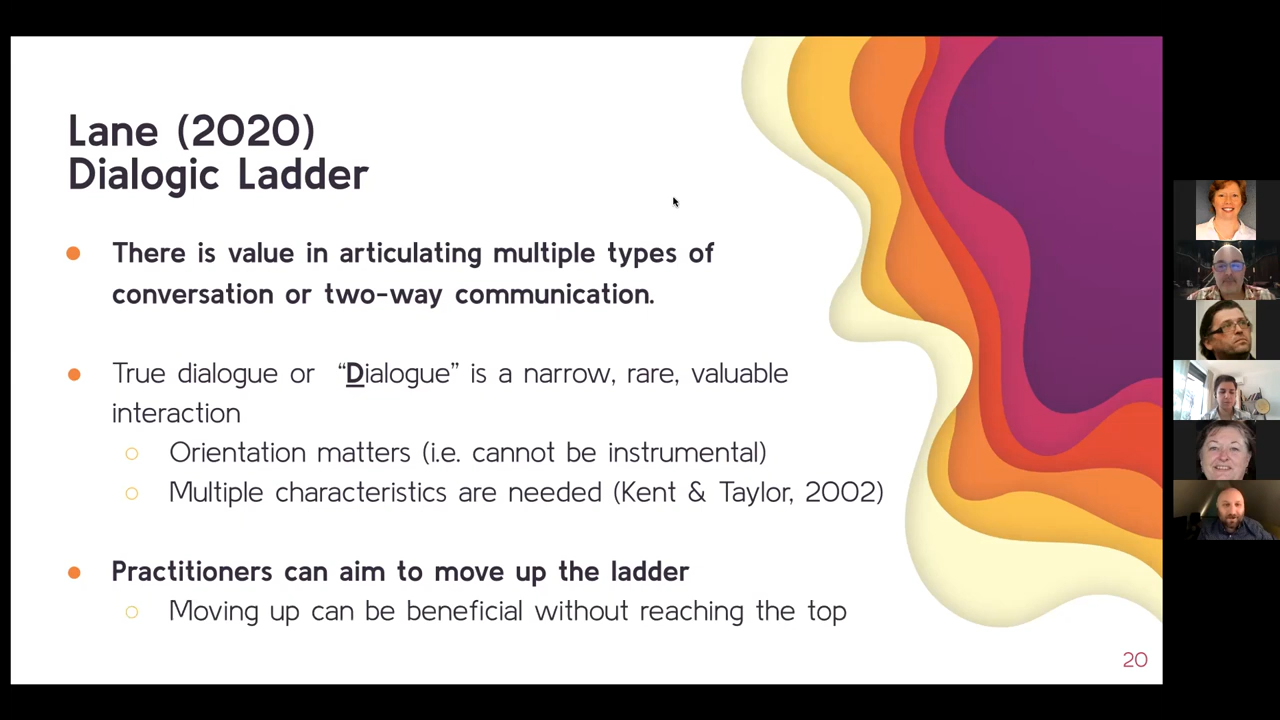 Lane (2020)
Dialogic Ladder
There is value in articulating multiple types of
conversation or two-way communication.
True dialogue or “Dialogue” is a narrow, rare, valuable
interaction
Orientation matters (i.e. cannot be instrumental)
Multiple characteristics are needed (Kent & Taylor, 2002)
Practitioners can aim to move up the ladder
Moving up can be beneficial without reaching the top
20